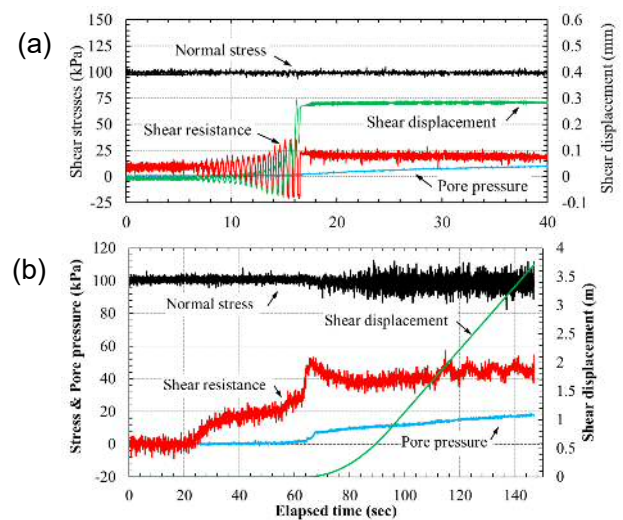 (a)
Shear stresses (kPa)
150
125
100
75
50
25
0
-25
Normal stress
Shear resistance
Shear displacement
Pore pressure
0.6
0.5
0.4
0.3
0.2
0.1
0
-0.1
Shear displacement (mm)
0 10 20 30 40
(b)
Stress & Pore pressure (kPa)
120
100
80
60
40
20
0
-20
Normal stress
Shear displacement
Shear resistance
Pore pressure
4
3.5
3
2.5
2
1.5
1
0.5
0
Shear displacement (m)
0 20 40 60 80 100 120 140
Elapsed time (sec)